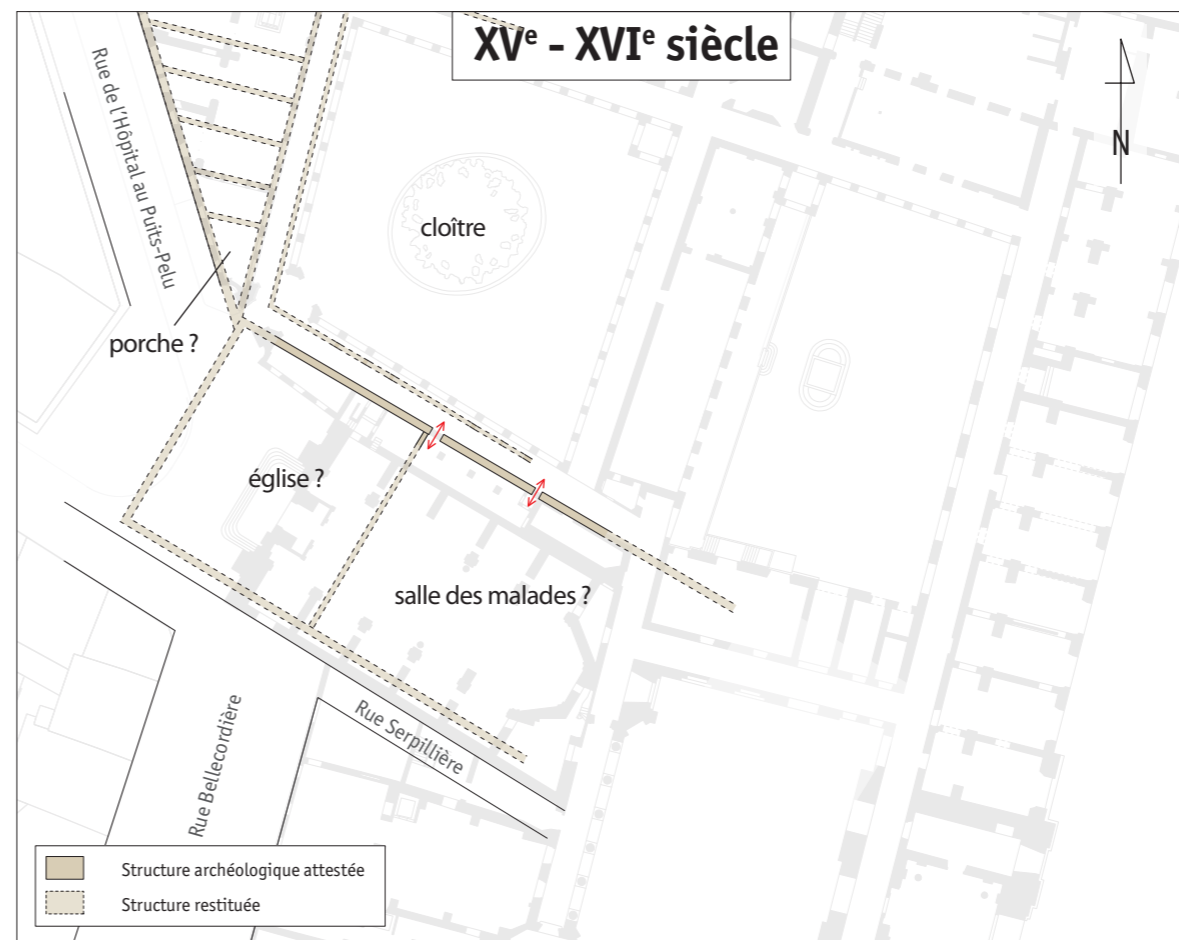 XVe - XVIe siècle
N
Rue de l'Hôpital au Puits-Pelu
cloître
porche ?
église ?
salle des malades ?
Rue Serpillière
Rue Bellecordière
Structure archéologique attestée
Structure restituée